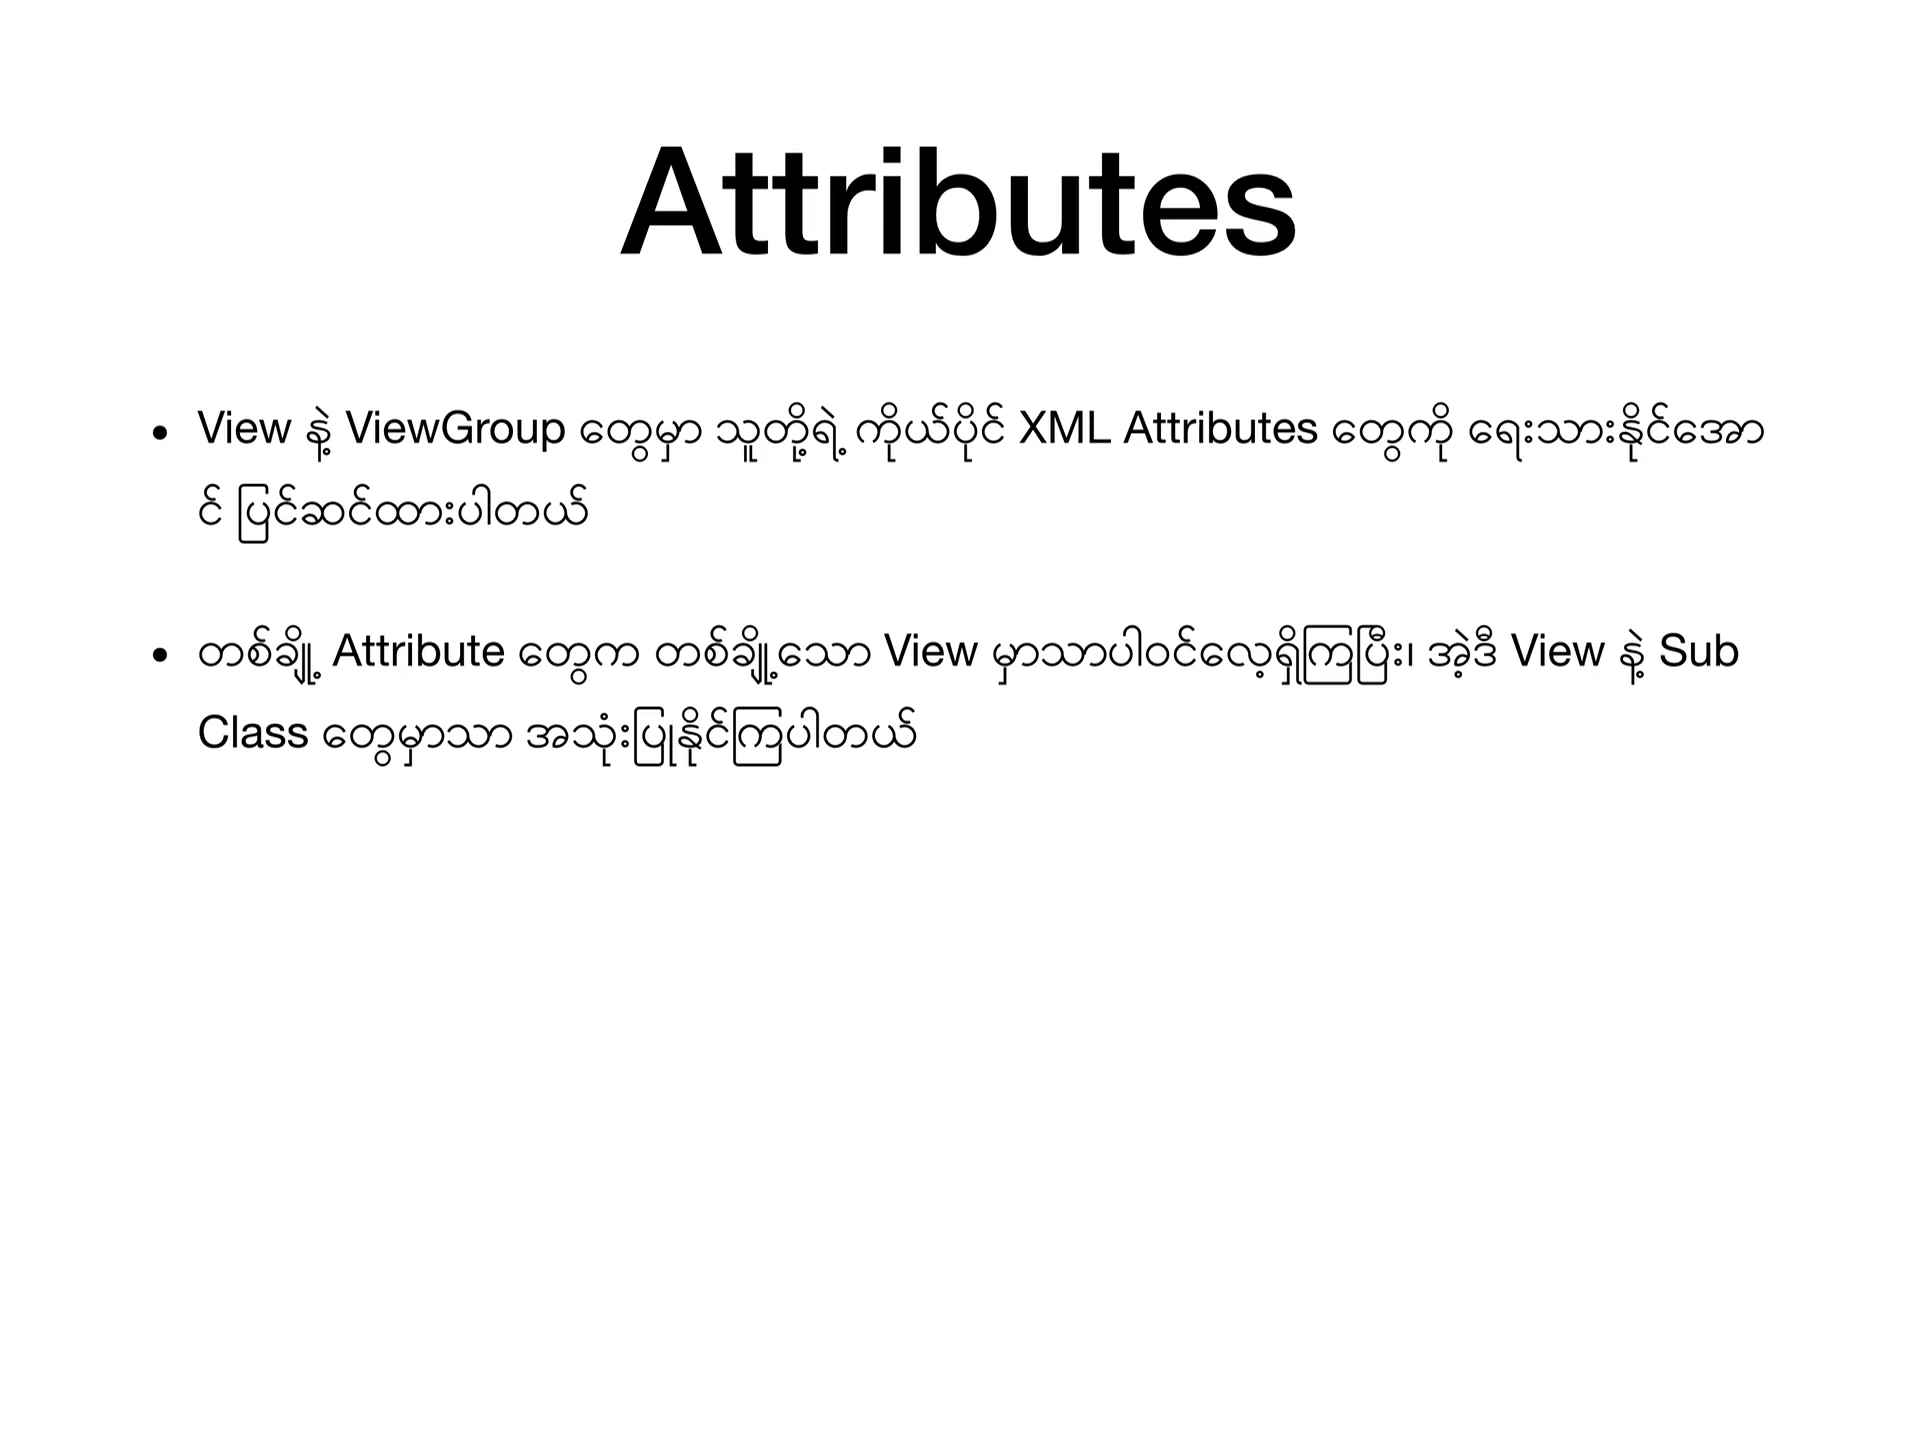 Attributes
• View နဲ့ ViewGroup တွေမှာ သူတို့ရဲ့ ကိုယ်ပိုင် XML Attributes တွေကို ရေးသားနိုင်အော
င် ပြင်ဆင်ထားပါတယ်
• တစ်ချို့ Attribute တွေက တစ်ချို့သော View မှာသာပါဝင်လေ့ရှိကြပြီး၊ အဲ့ဒီ View နဲ့ Sub
Class တွေမှာသာ အသုံးပြုနိုင်ကြပါတယ်